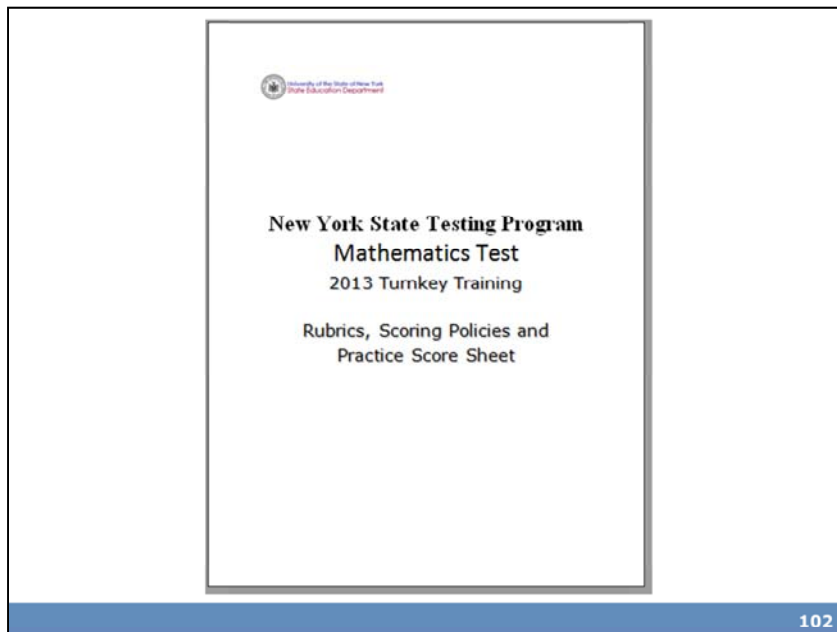 University of the State of New York
State Education Department
New York State Testing Program
Mathematics Test
2013 Turnkey Training
Rubrics, Scoring Policies and
Practice Score Sheet
102